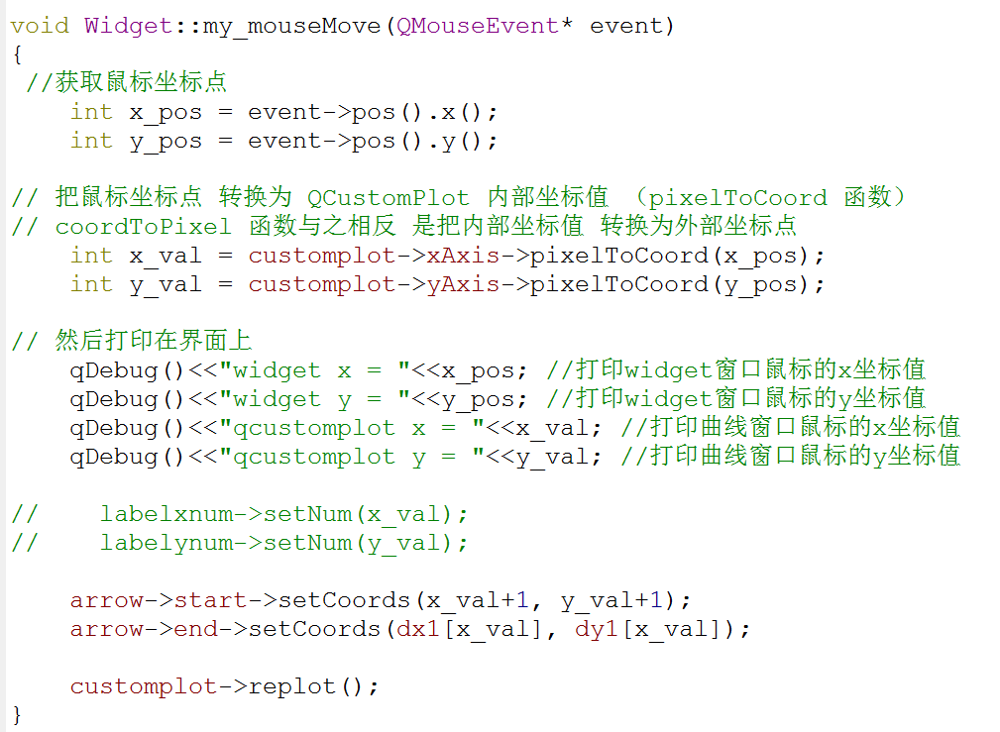 void Widget::my_mouseMove(QMouseEvent* event)
{
//获取鼠标坐标点
int x_pos = event->pos().x();
int y_pos = event->pos().y();
// 把鼠标坐标点 转换为 QCustomPlot 内部坐标值 （pixelToCoord 函数）
// coordToPixel 函数与之相反 是把内部坐标值 转换为外部坐标点
int x_val = customplot->xAxis->pixelToCoord(x_pos);
int y_val = customplot->yAxis->pixelToCoord(y_pos);
// 然后打印在界面上
qDebug()<<"widget x = "<<x_pos; //打印widget窗口鼠标的x坐标值
qDebug()<<"widget y = "<<y_pos; //打印widget窗口鼠标的y坐标值
qDebug()<<"qcustomplot x = "<<x_val; //打印曲线窗口鼠标的x坐标值
qDebug()<<"qcustomplot y = "<<y_val; //打印曲线窗口鼠标的y坐标值
// labelxnum->setNum(x_val);
// labelynum->setNum(y_val);
arrow->start->setCoords(x_val+1, y_val+1);
arrow->end->setCoords(dx1[x_val], dy1[x_val]);
customplot->replot();
}